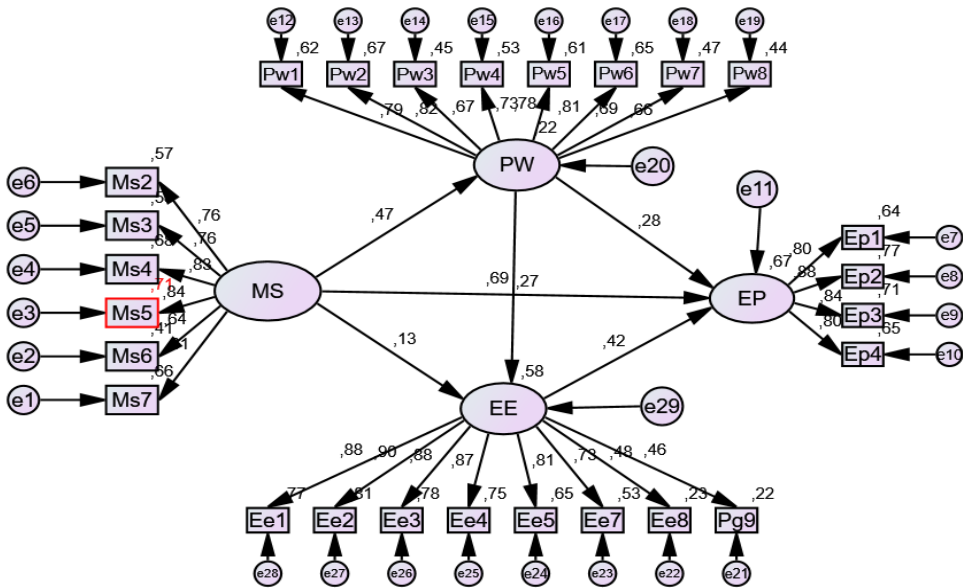 e12 e13 e14 e15 e16 e17 e18 e19
,62 ,67 ,45 ,53 ,61 ,65 ,47 ,44
Pw1 Pw2 Pw3 Pw4 Pw5 Pw6 Pw7 Pw8
,79 ,82 ,67 ,73 ,78 ,81 ,69 ,66
,22
PW e20
,57
e6 Ms2
e5 Ms3
e4 Ms4
,71
e3 Ms5
e2 Ms6
,66
e1 Ms7
,76
,76
,83
,84
,64
,41
MS
,47
,28
,69 ,27
,13
,42
e11
,67
EP
,80
,88
,84
,80
,64
Ep1 e7
,77
Ep2 e8
,71
Ep3 e9
,65
Ep4 e10
,58
EE e29
,88 ,90 ,88 ,87 ,81 ,73 ,48 ,46
,77 ,81 ,78 ,75 ,65 ,53 ,23 ,22
Ee1 Ee2 Ee3 Ee4 Ee5 Ee7 Ee8 Pg9
e28 e27 e26 e25 e24 e23 e22 e21